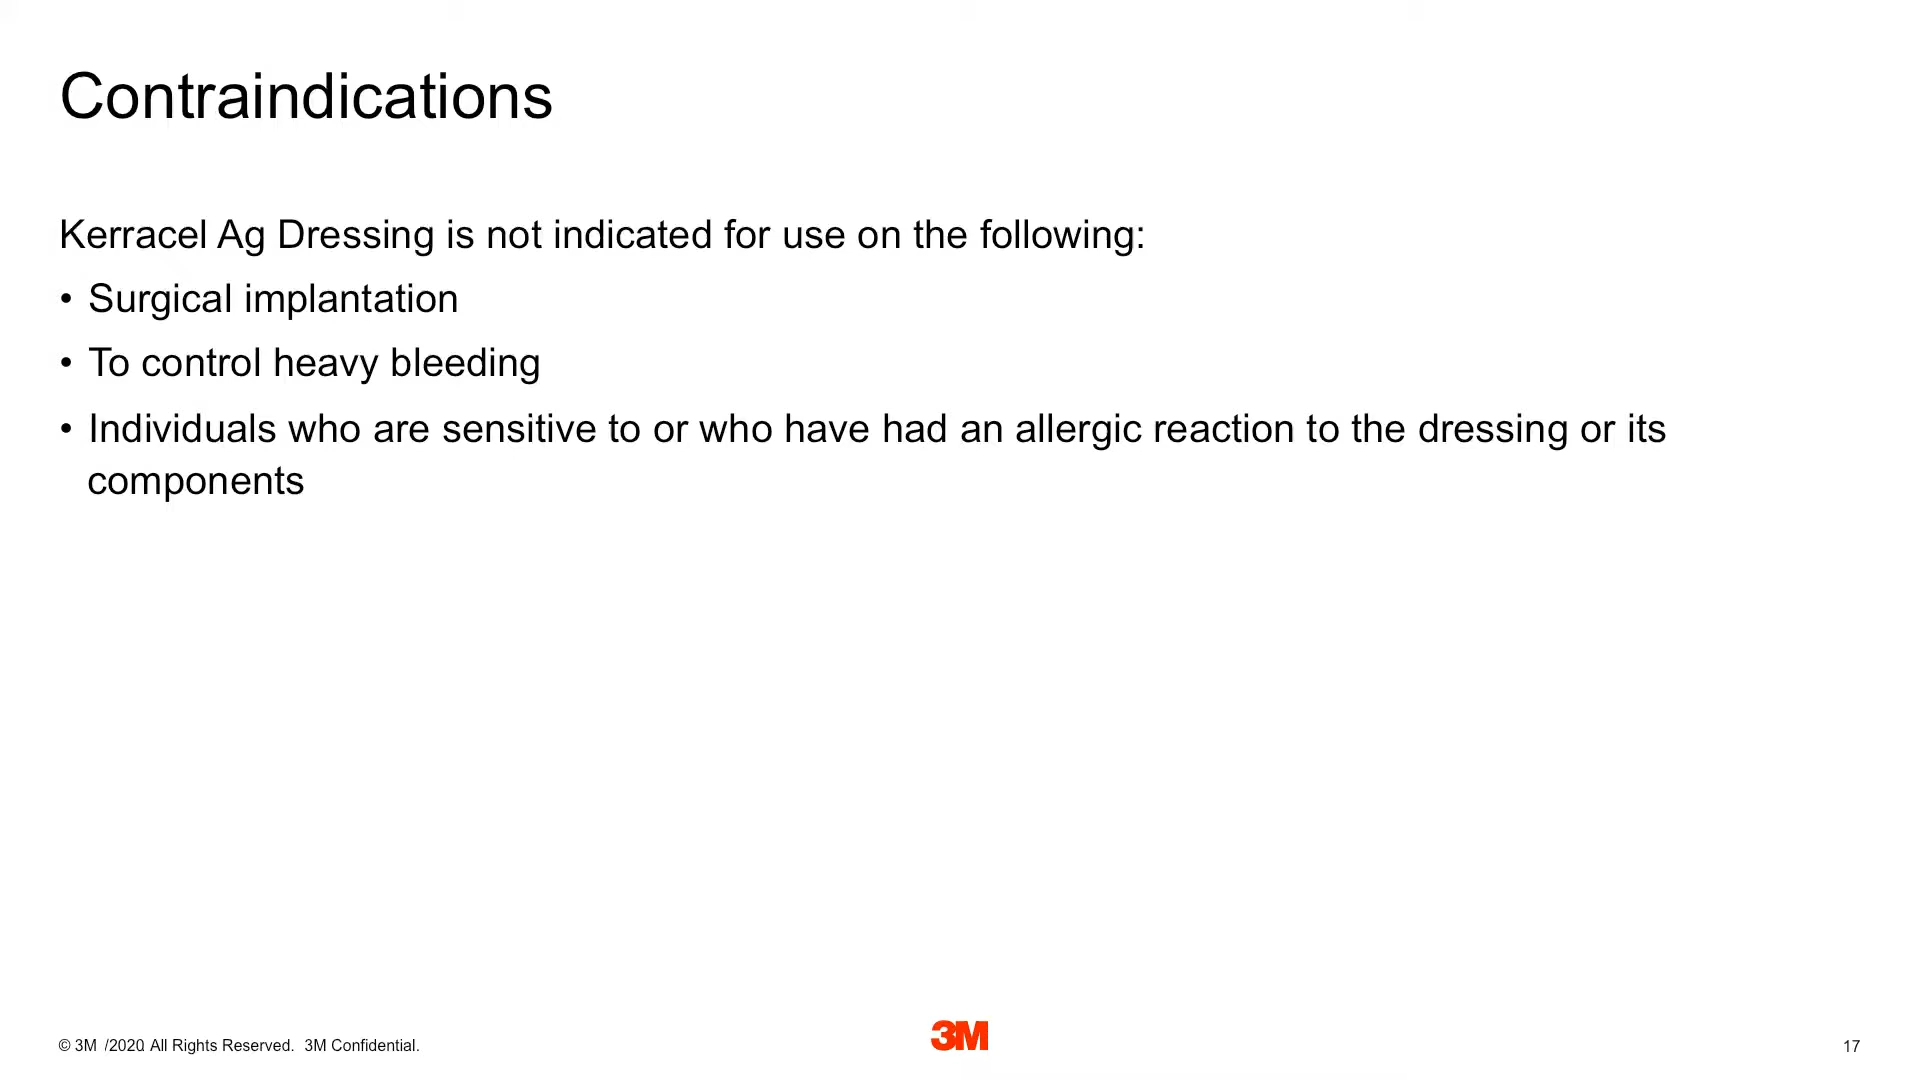 Contraindications
Kerracel Ag Dressing is not indicated for use on the following:
• Surgical implantation
• To control heavy bleeding
• Individuals who are sensitive to or who have had an allergic reaction to the dressing or its
components
© 3M /2020. All Rights Reserved. 3M Confidential.
3M
17